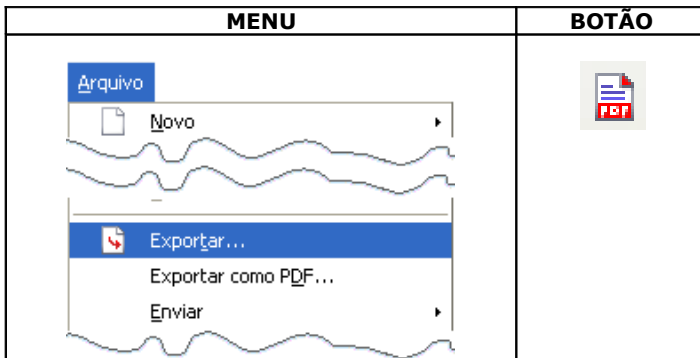 MENU BOTÃO
Arquivo
Novo
Exportar...
Exportar como PDF...
Enviar
PDF